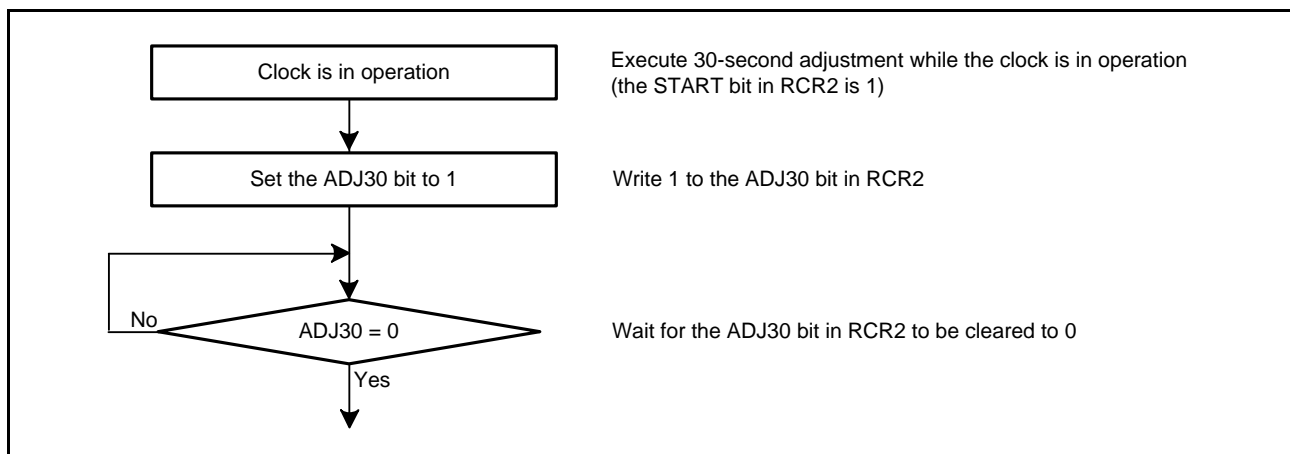 Clock is in operation
Execute 30-second adjustment while the clock is in operation
(the START bit in RCR2 is 1)
Set the ADJ30 bit to 1
Write 1 to the ADJ30 bit in RCR2
No
ADJ30 = 0
Wait for the ADJ30 bit in RCR2 to be cleared to 0
Yes